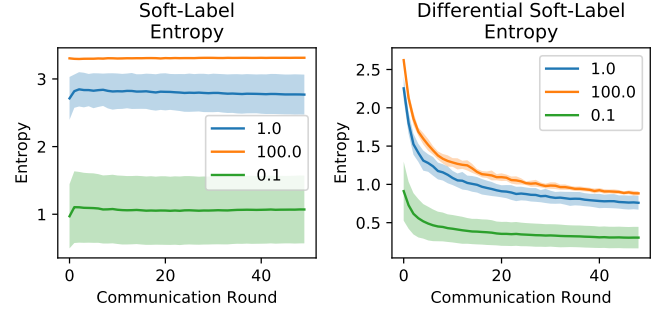 Soft-Label
Entropy
Entropy
3
2
1
1.0
100.0
0.1
0
20
40
Communication Round
Differential Soft-Label
Entropy
Entropy
2.5
2.0
1.5
1.0
0.5
1.0
100.0
0.1
0
20
40
Communication Round